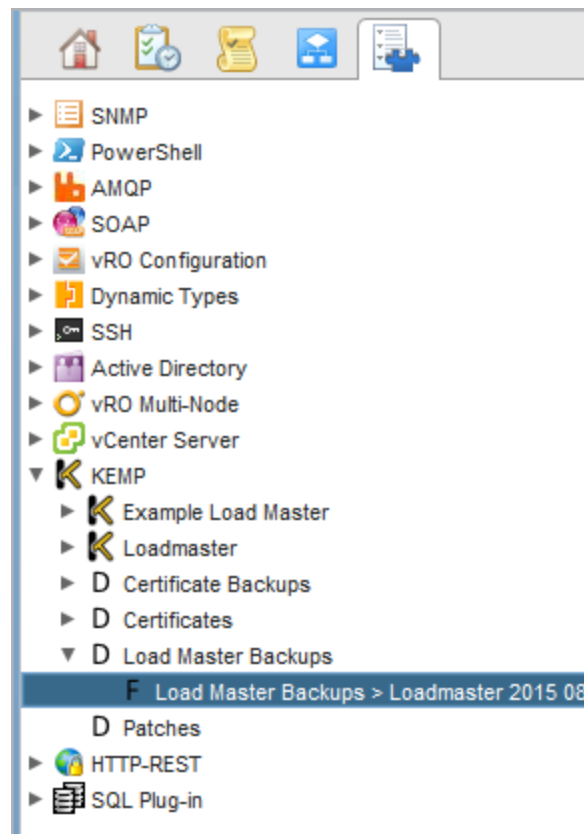 SNMP
PowerShell
AMQP
SOAP
vRO Configuration
Dynamic Types
SSH
Active Directory
vRO Multi-Node
vCenter Server
KEMP
Example Load Master
Loadmaster
D Certificate Backups
D Certificates
D Load Master Backups
F Load Master Backups > Loadmaster 2015 08
D Patches
HTTP-REST
SQL Plug-in